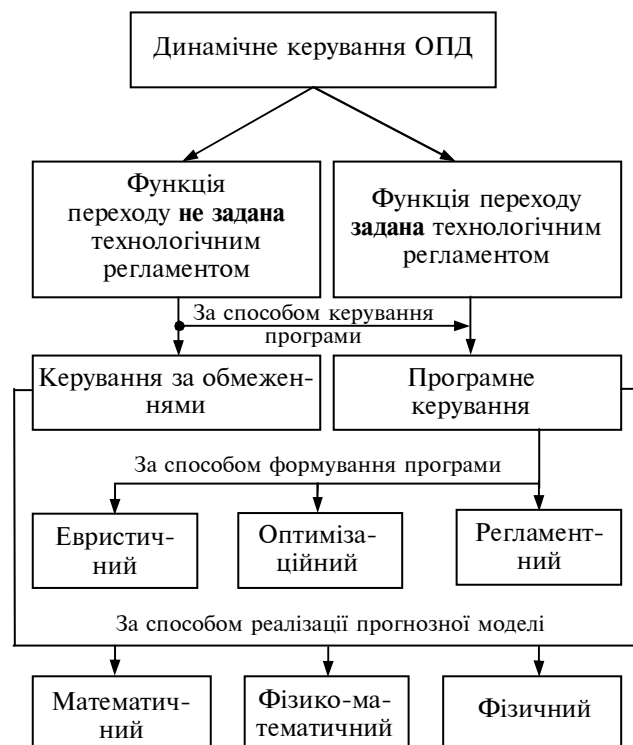 Динамічне керування ОПД
Функція
переходу не задана
технологічним
регламентом
Функція переходу
задана технологічним
регламентом
За способом керування
програми
Керування за обмежен-
нями
Програмне
керування
За способом формування програми
Евристич-
ний
Оптиміза-
ційний
Регламент-
ний
За способом реалізації прогнозної моделі
Математич-
ний
Фізико-ма-
тематичний
Фізичний